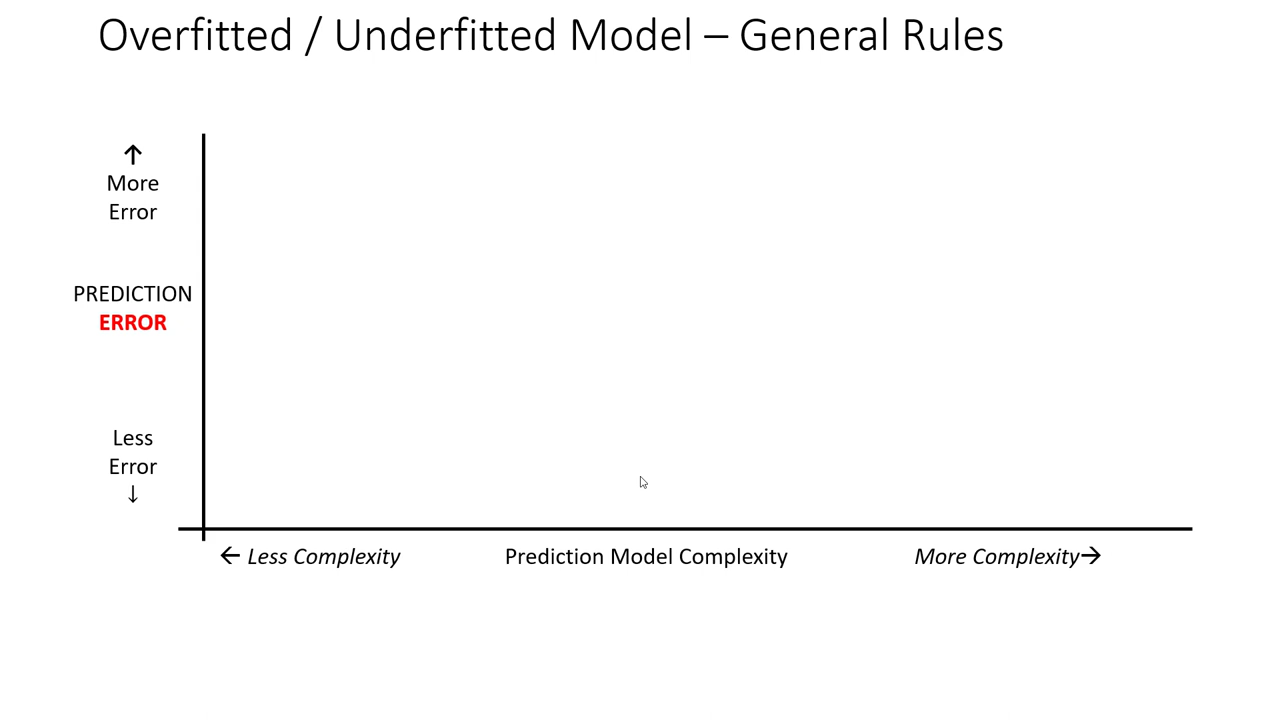 Overfitted / Underfitted Model – General Rules
↑
More
Error
PREDICTION
ERROR
Less
Error
↓
← Less Complexity
Prediction Model Complexity
More Complexity→